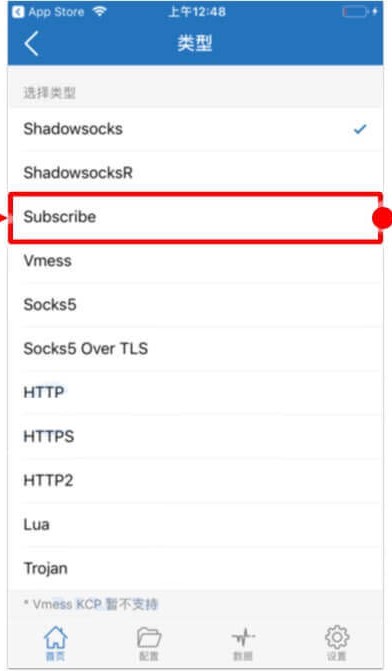 App Store 上午12:48
类型
选择类型
Shadowsocks
ShadowsocksR
Subscribe
Vmess
Socks5
Socks5 Over TLS
HTTP
HTTPS
HTTP2
Lua
Trojan
* Vmess KCP 暂不支持
首页 配置 数据 设置